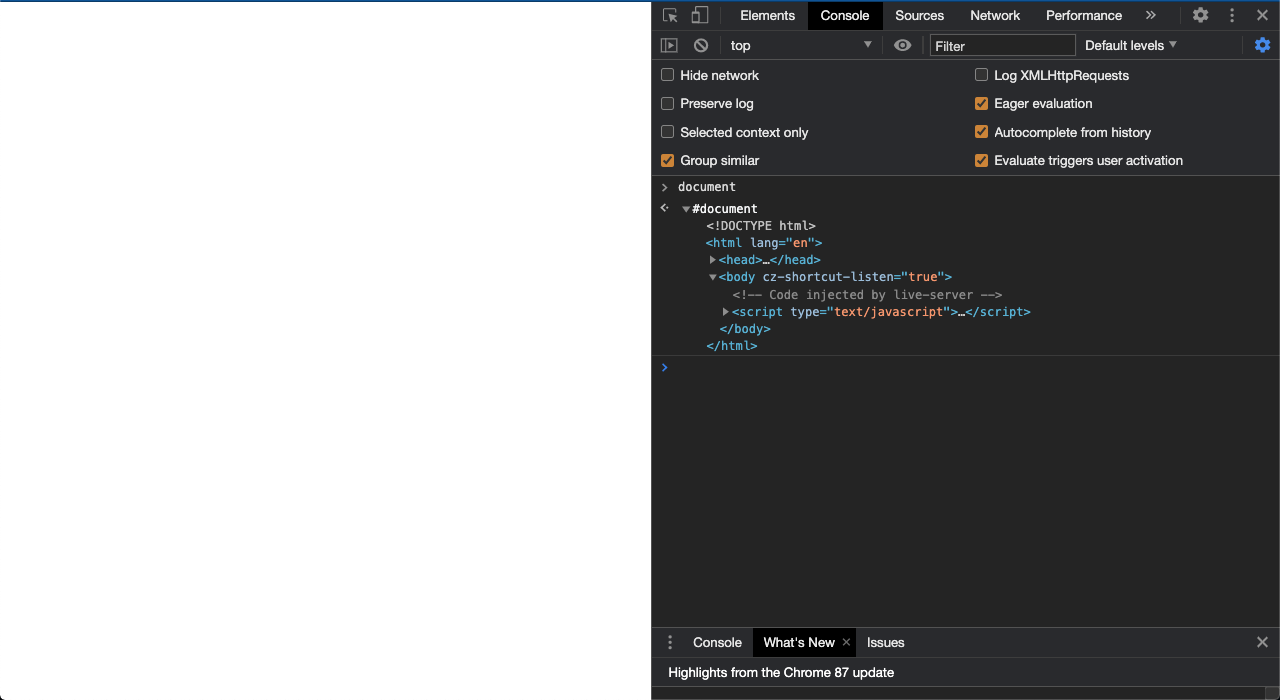 Elements Console Sources Network Performance »
top Filter Default levels
Hide network Log XMLHttpRequests
Preserve log Eager evaluation
Selected context only Autocomplete from history
Group similar Evaluate triggers user activation
> document
#document
<!DOCTYPE html>
<html lang="en">
<head>…</head>
<body cz-shortcut-listen="true">
<!-- Code injected by live-server -->
<script type="text/javascript">…</script>
</body>
</html>
>
Console What's New × Issues
Highlights from the Chrome 87 update